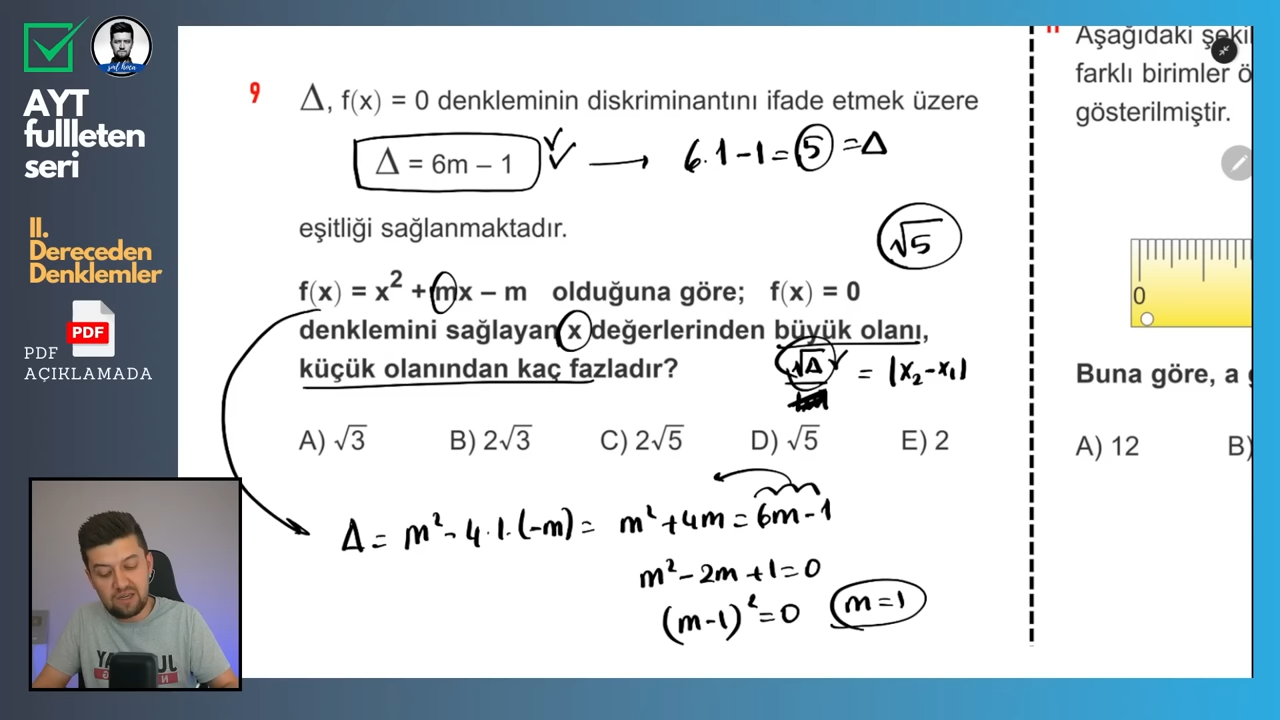 AYT
fullleten
seri
II.
Dereceden
Denklemler
PDF
PDF
AÇIKLAMADA
9
Δ, f(x) = 0 denkleminin diskriminantını ifade etmek üzere
Δ = 6m – 1
6.1-1=5=Δ
eşitliği sağlanmaktadır.
√5
f(x) = x² + mx – m olduğuna göre; f(x) = 0
denklemini sağlayan x değerlerinden büyük olanı,
küçük olanından kaç fazladır?
√Δ = |x₂-x₁|
A) √3 B) 2√3 C) 2√5 D) √5 E) 2
Δ = m²-4.1.(-m) = m²+4m = 6m-1
m²-2m+1=0
(m-1)²=0 m=1
Aşağıdaki şekil
farklı birimler ö
gösterilmiştir.
0
Buna göre, a
A) 12 B)